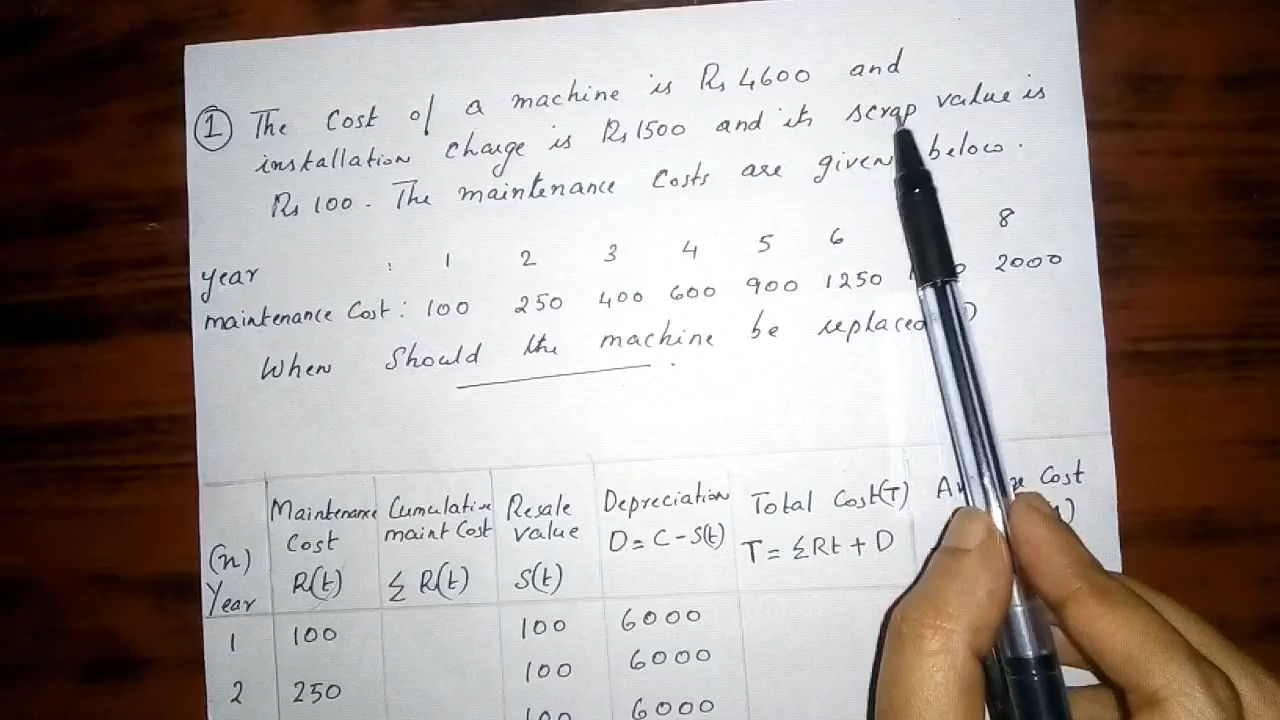 ① The Cost of a machine is Rs 4600 and
installation charge is Rs 1500 and its scrap value is
Rs 100. The maintenance Costs are given below.
year : 1 2 3 4 5 6 8
maintenance Cost: 100 250 400 600 900 1250 2000
When Should the machine be replaced
(n) Year
Maintenance Cost R(t)
Cumulative maint Cost Σ R(t)
Resale value S(t)
Depreciation D = C - S(t)
Total Cost(T) T = ΣRt + D
Cost
1 100 100 6000
2 250 100 6000
100 6000